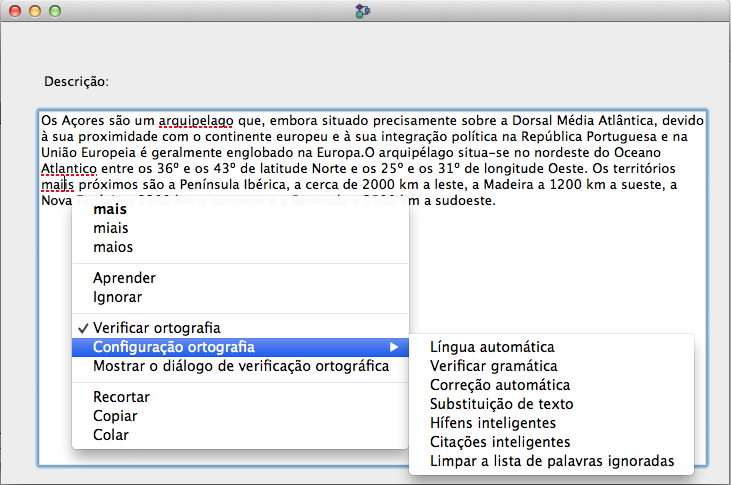 Descrição:
Os Açores são um arquipelago que, embora situado precisamente sobre a Dorsal Média Atlântica, devido
à sua proximidade com o continente europeu e à sua integração política na República Portuguesa e na
União Europeia é geralmente englobado na Europa.O arquipélago situa-se no nordeste do Oceano
Atlantico entre os 36º e os 43º de latitude Norte e os 25º e os 31º de longitude Oeste. Os territórios
maiis próximos são a Península Ibérica, a cerca de 2000 km a leste, a Madeira a 1200 km a sueste, a
Nova km a sudoeste.
mais
miais
maios
Aprender
Ignorar
Verificar ortografia
Configuração ortografia
Mostrar o diálogo de verificação ortográfica
Recortar
Copiar
Colar
Língua automática
Verificar gramática
Correção automática
Substituição de texto
Hífens inteligentes
Citações inteligentes
Limpar a lista de palavras ignoradas